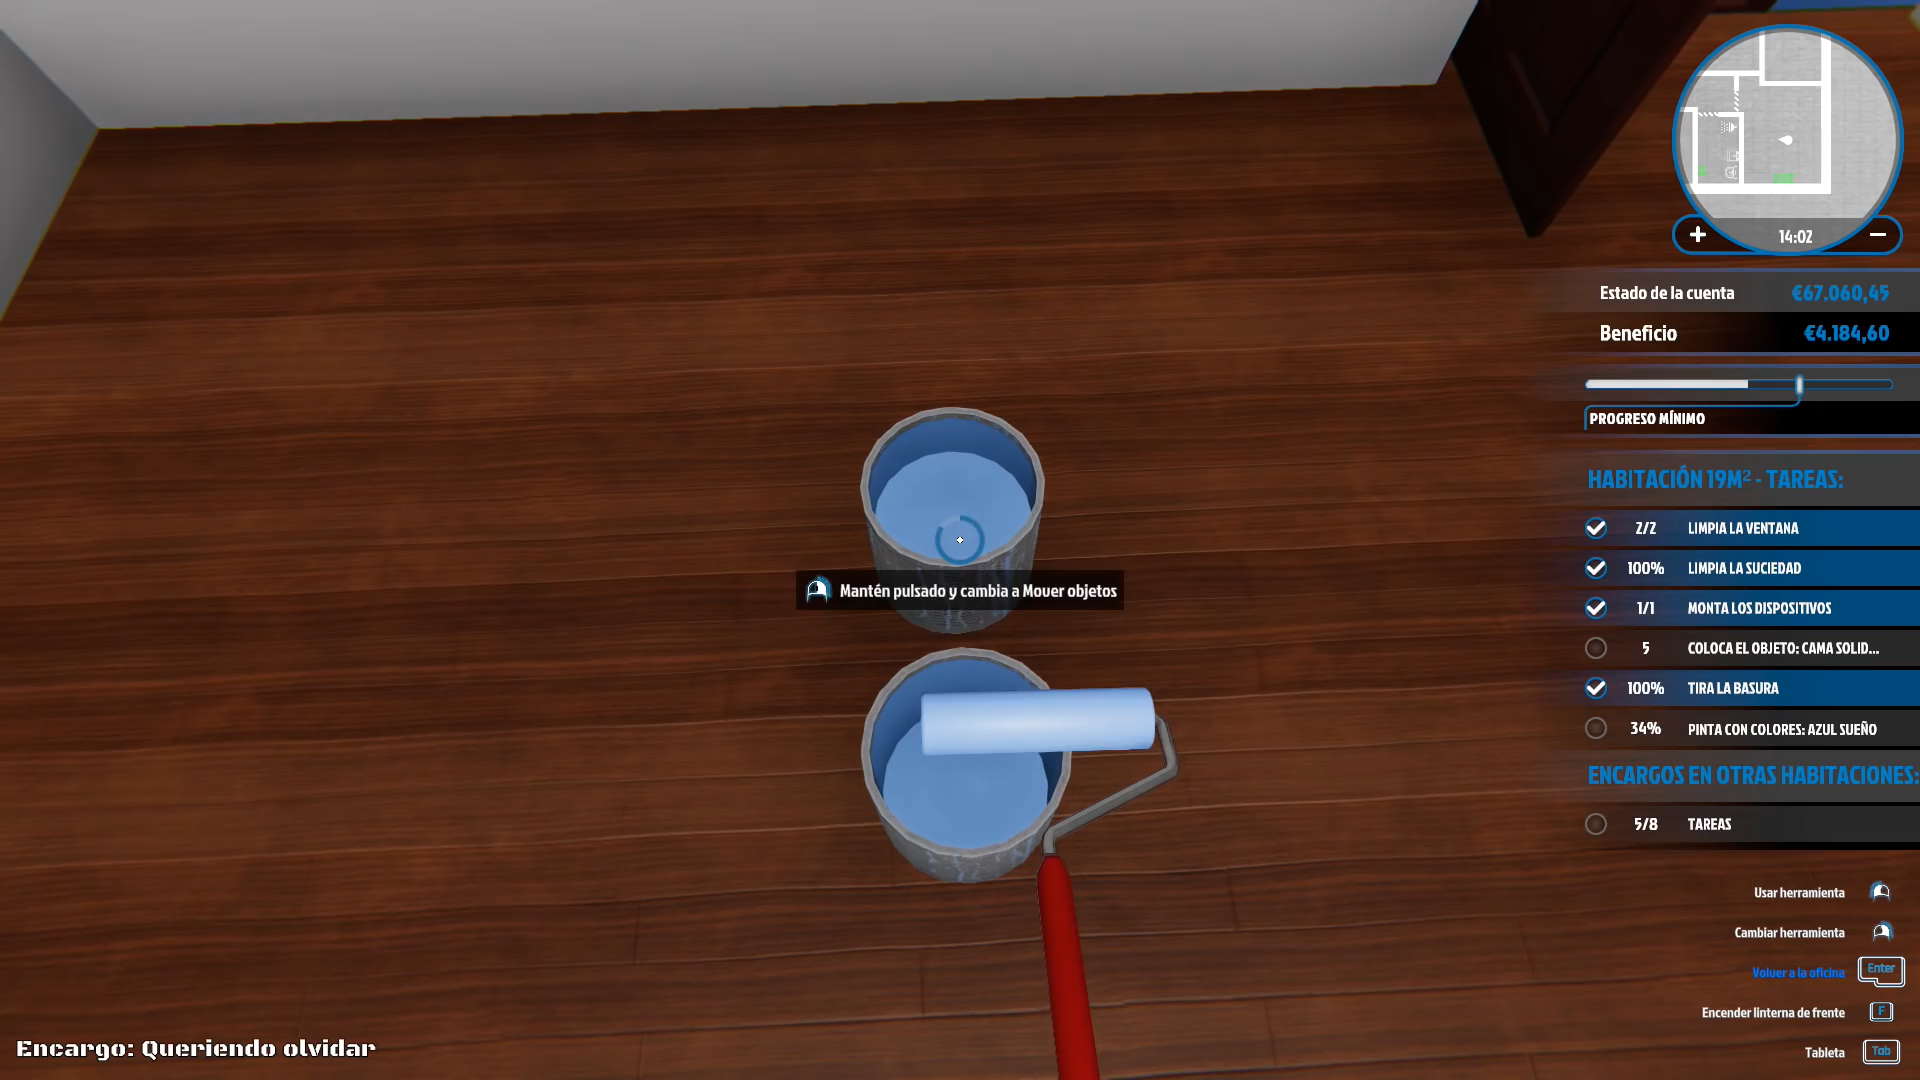 14:02
Estado de la cuenta €67.060,45
Beneficio €4.184,60
PROGRESO MÍNIMO
HABITACIÓN 19M² - TAREAS:
2/2 LIMPIA LA VENTANA
100% LIMPIA LA SUCIEDAD
1/1 MONTA LOS DISPOSITIVOS
5 COLOCA EL OBJETO: CAMA SOLID...
100% TIRA LA BASURA
34% PINTA CON COLORES: AZUL SUEÑO
ENCARGOS EN OTRAS HABITACIONES:
5/8 TAREAS
Mantén pulsado y cambia a Mover objetos
Usar herramienta
Cambiar herramienta
Volver a la oficina Enter
Encender linterna de frente F
Tableta Tab
Encargo: Queriendo olvidar